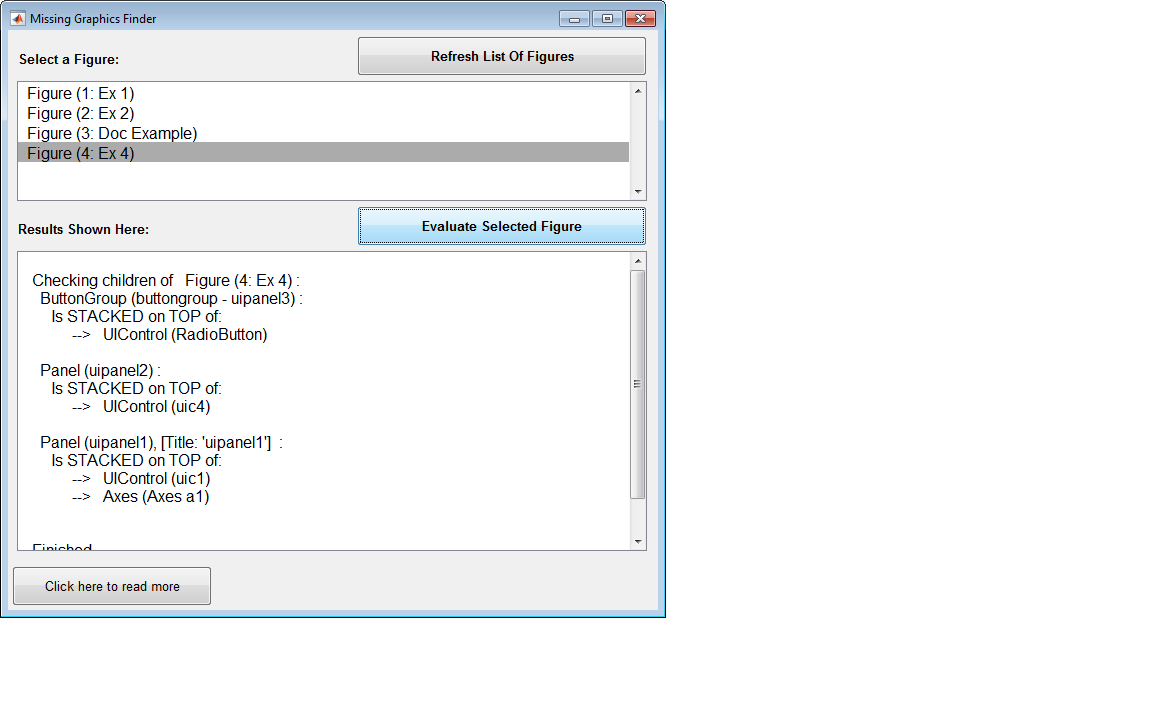 Missing Graphics Finder
Select a Figure:
Refresh List Of Figures
Figure (1: Ex 1)
Figure (2: Ex 2)
Figure (3: Doc Example)
Figure (4: Ex 4)
Results Shown Here:
Evaluate Selected Figure
Checking children of Figure (4: Ex 4) :
ButtonGroup (buttongroup - uipanel3) :
Is STACKED on TOP of:
--> UIControl (RadioButton)
Panel (uipanel2) :
Is STACKED on TOP of:
--> UIControl (uic4)
Panel (uipanel1), [Title: 'uipanel1'] :
Is STACKED on TOP of:
--> UIControl (uic1)
--> Axes (Axes a1)
Finished
Click here to read more